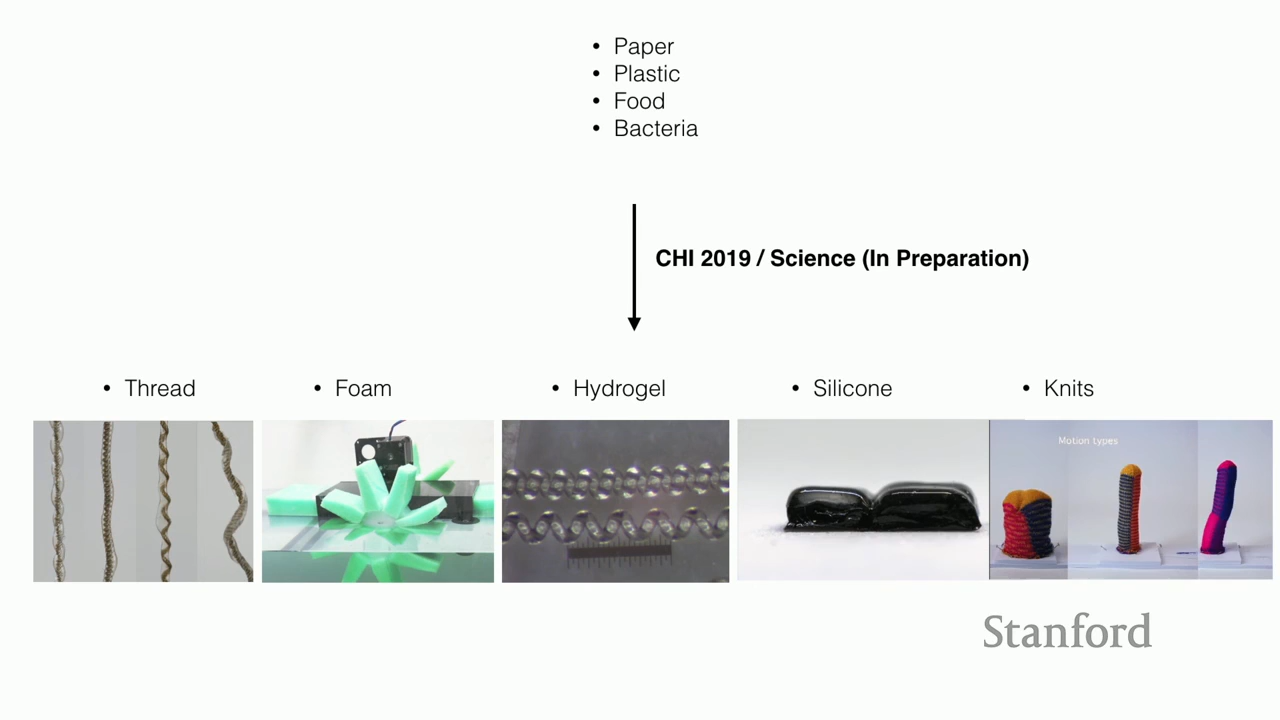 • Paper
• Plastic
• Food
• Bacteria
CHI 2019 / Science (In Preparation)
• Thread
• Foam
• Hydrogel
• Silicone
• Knits
Motion types
Stanford